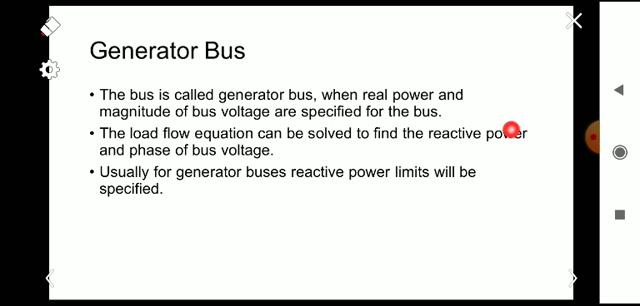 Generator Bus
• The bus is called generator bus, when real power and
magnitude of bus voltage are specified for the bus.
• The load flow equation can be solved to find the reactive power
and phase of bus voltage.
• Usually for generator buses reactive power limits will be
specified.